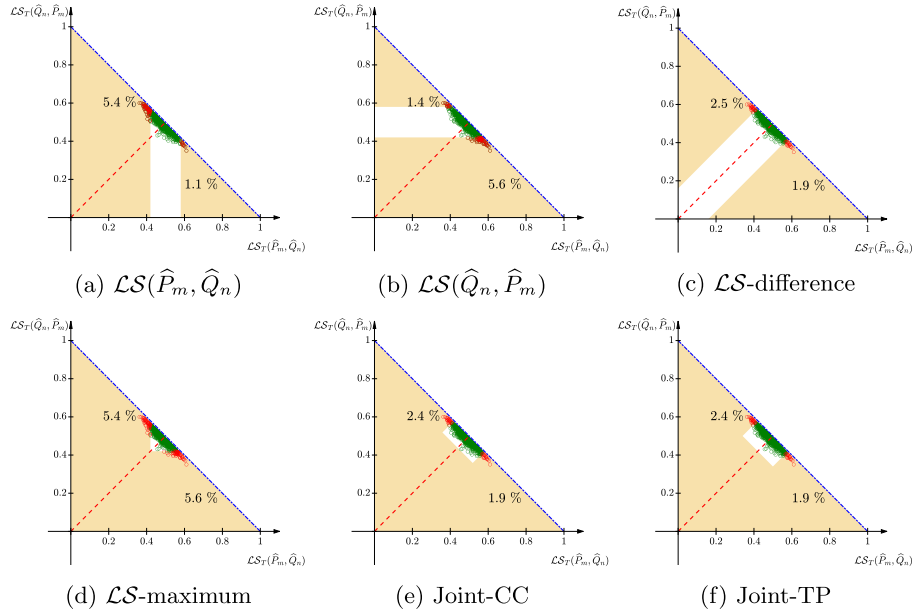 ℒ𝒮_T(Q̂_n, P̂_m) ℒ𝒮_T(Q̂_n, P̂_m) ℒ𝒮_T(Q̂_n, P̂_m)
1 1 1
0.8 0.8 0.8
0.6 5.4 % 0.6 1.4 % 0.6 2.5 %
0.4 0.4 0.4
0.2 1.1 % 0.2 5.6 % 0.2 1.9 %
0.2 0.4 0.6 0.8 1 0.2 0.4 0.6 0.8 1 0.2 0.4 0.6 0.8 1
ℒ𝒮_T(P̂_m, Q̂_n) ℒ𝒮_T(P̂_m, Q̂_n) ℒ𝒮_T(P̂_m, Q̂_n)
(a) ℒ𝒮(P̂_m, Q̂_n) (b) ℒ𝒮(Q̂_n, P̂_m) (c) ℒ𝒮-difference
ℒ𝒮_T(Q̂_n, P̂_m) ℒ𝒮_T(Q̂_n, P̂_m) ℒ𝒮_T(Q̂_n, P̂_m)
1 1 1
0.8 0.8 0.8
0.6 5.4 % 0.6 2.4 % 0.6 2.4 %
0.4 0.4 0.4
0.2 5.6 % 0.2 1.9 % 0.2 1.9 %
0.2 0.4 0.6 0.8 1 0.2 0.4 0.6 0.8 1 0.2 0.4 0.6 0.8 1
ℒ𝒮_T(P̂_m, Q̂_n) ℒ𝒮_T(P̂_m, Q̂_n) ℒ𝒮_T(P̂_m, Q̂_n)
(d) ℒ𝒮-maximum (e) Joint-CC (f) Joint-TP